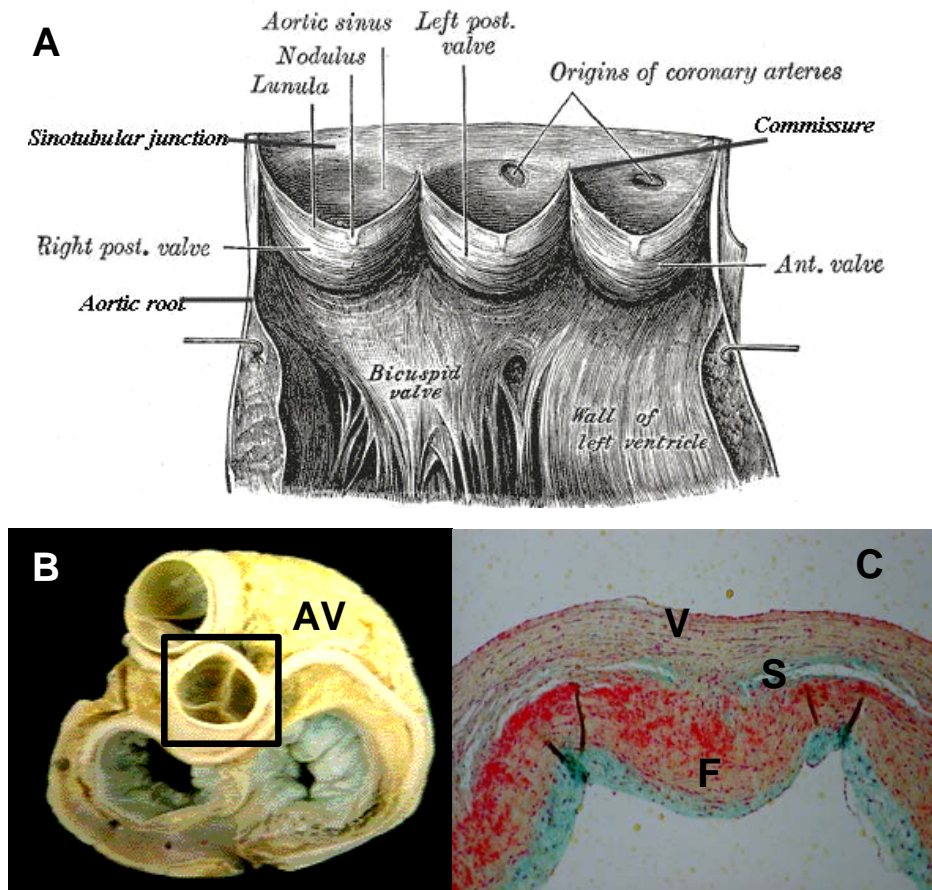 A
Aortic sinus
Left post.
valve
Nodulus
Lunula
Origins of coronary arteries
Sinotubular junction
Commissure
Right post. valve
Ant. valve
Aortic root
Bicuspid
valve
Wall of
left ventricle
B
AV
C
V
S
F